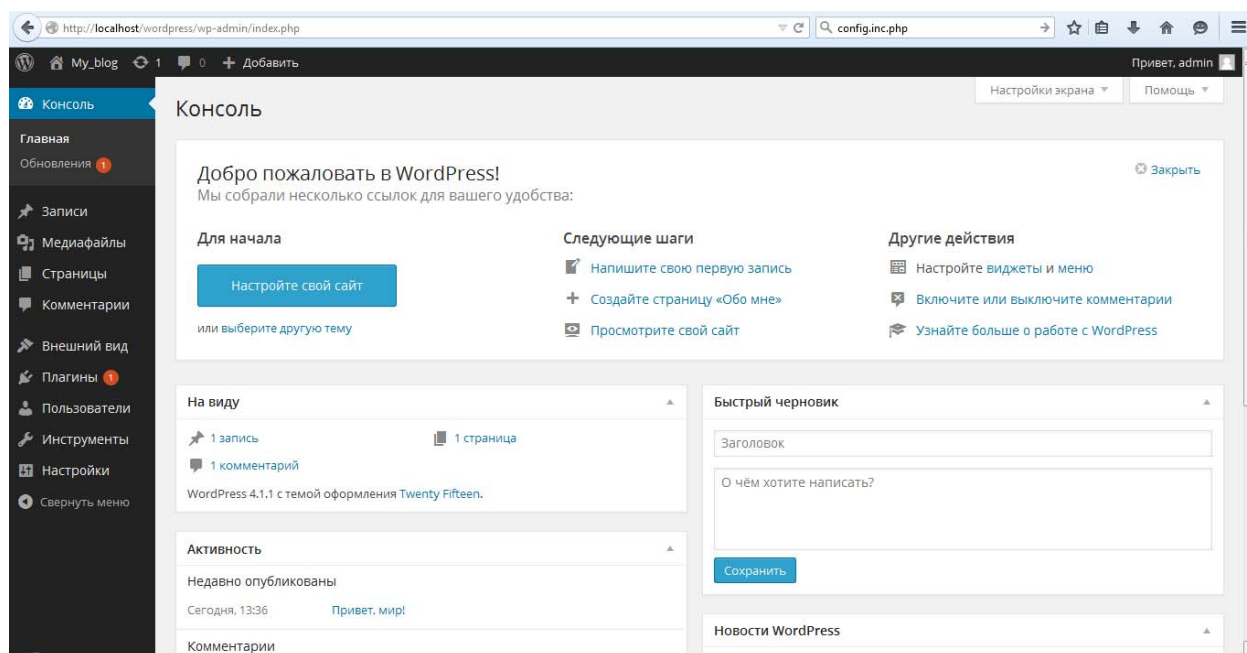 http://localhost/wordpress/wp-admin/index.php
config.inc.php
My_blog 1 0 + Добавить
Привет, admin
Консоль
Главная
Обновления 1
Записи
Медиафайлы
Страницы
Комментарии
Внешний вид
Плагины 1
Пользователи
Инструменты
Настройки
Свернуть меню
Настройки экрана
Помощь
Консоль
Добро пожаловать в WordPress!
Мы собрали несколько ссылок для вашего удобства:
Закрыть
Для начала
Настройте свой сайт
или выберите другую тему
Следующие шаги
Напишите свою первую запись
Создайте страницу «Обо мне»
Просмотрите свой сайт
Другие действия
Настройте виджеты и меню
Включите или выключите комментарии
Узнайте больше о работе с WordPress
На виду
1 запись
1 страница
1 комментарий
WordPress 4.1.1 с темой оформления Twenty Fifteen.
Активность
Недавно опубликованы
Сегодня, 13:36 Привет, мир!
Комментарии
Быстрый черновик
Заголовок
О чём хотите написать?
Сохранить
Новости WordPress